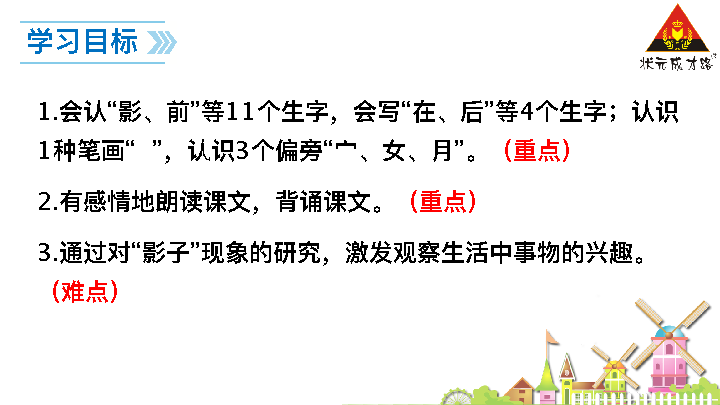 学习目标
状元成才路
1.会认“影、前”等11个生字，会写“在、后”等4个生字；认识
1种笔画“ ”，认识3个偏旁“宀、女、月”。（重点）
2.有感情地朗读课文，背诵课文。（重点）
3.通过对“影子”现象的研究，激发观察生活中事物的兴趣。
（难点）